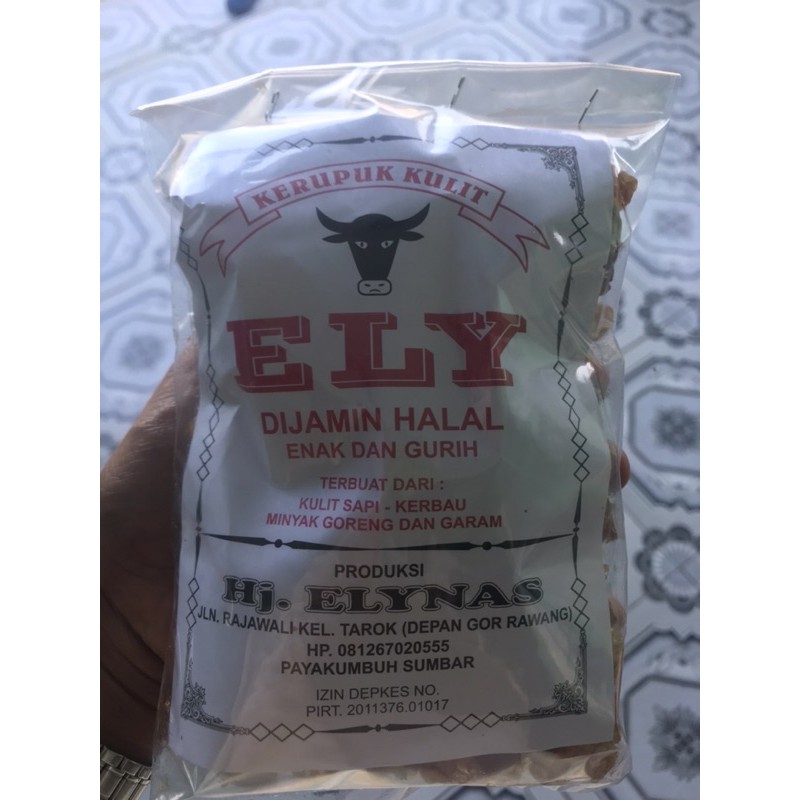 KERUPUK KULIT
ELY
DIJAMIN HALAL
ENAK DAN GURIH
TERBUAT DARI :
KULIT SAPI - KERBAU
MINYAK GORENG DAN GARAM
PRODUKSI
Hj. ELYNAS
JLN. RAJAWALI KEL. TAROK (DEPAN GOR RAWANG)
HP. 081267020555
PAYAKUMBUH SUMBAR
IZIN DEPKES NO.
PIRT. 2011376.01017